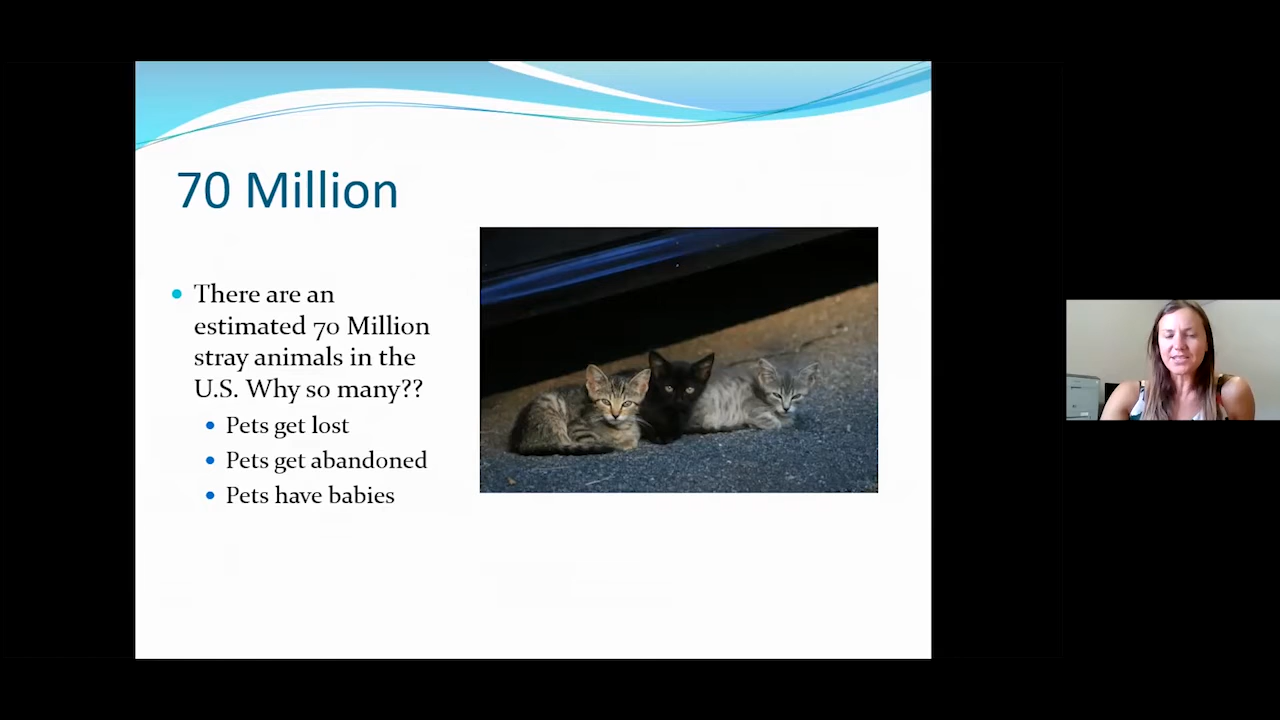 70 Million
There are an
estimated 70 Million
stray animals in the
U.S. Why so many??
Pets get lost
Pets get abandoned
Pets have babies